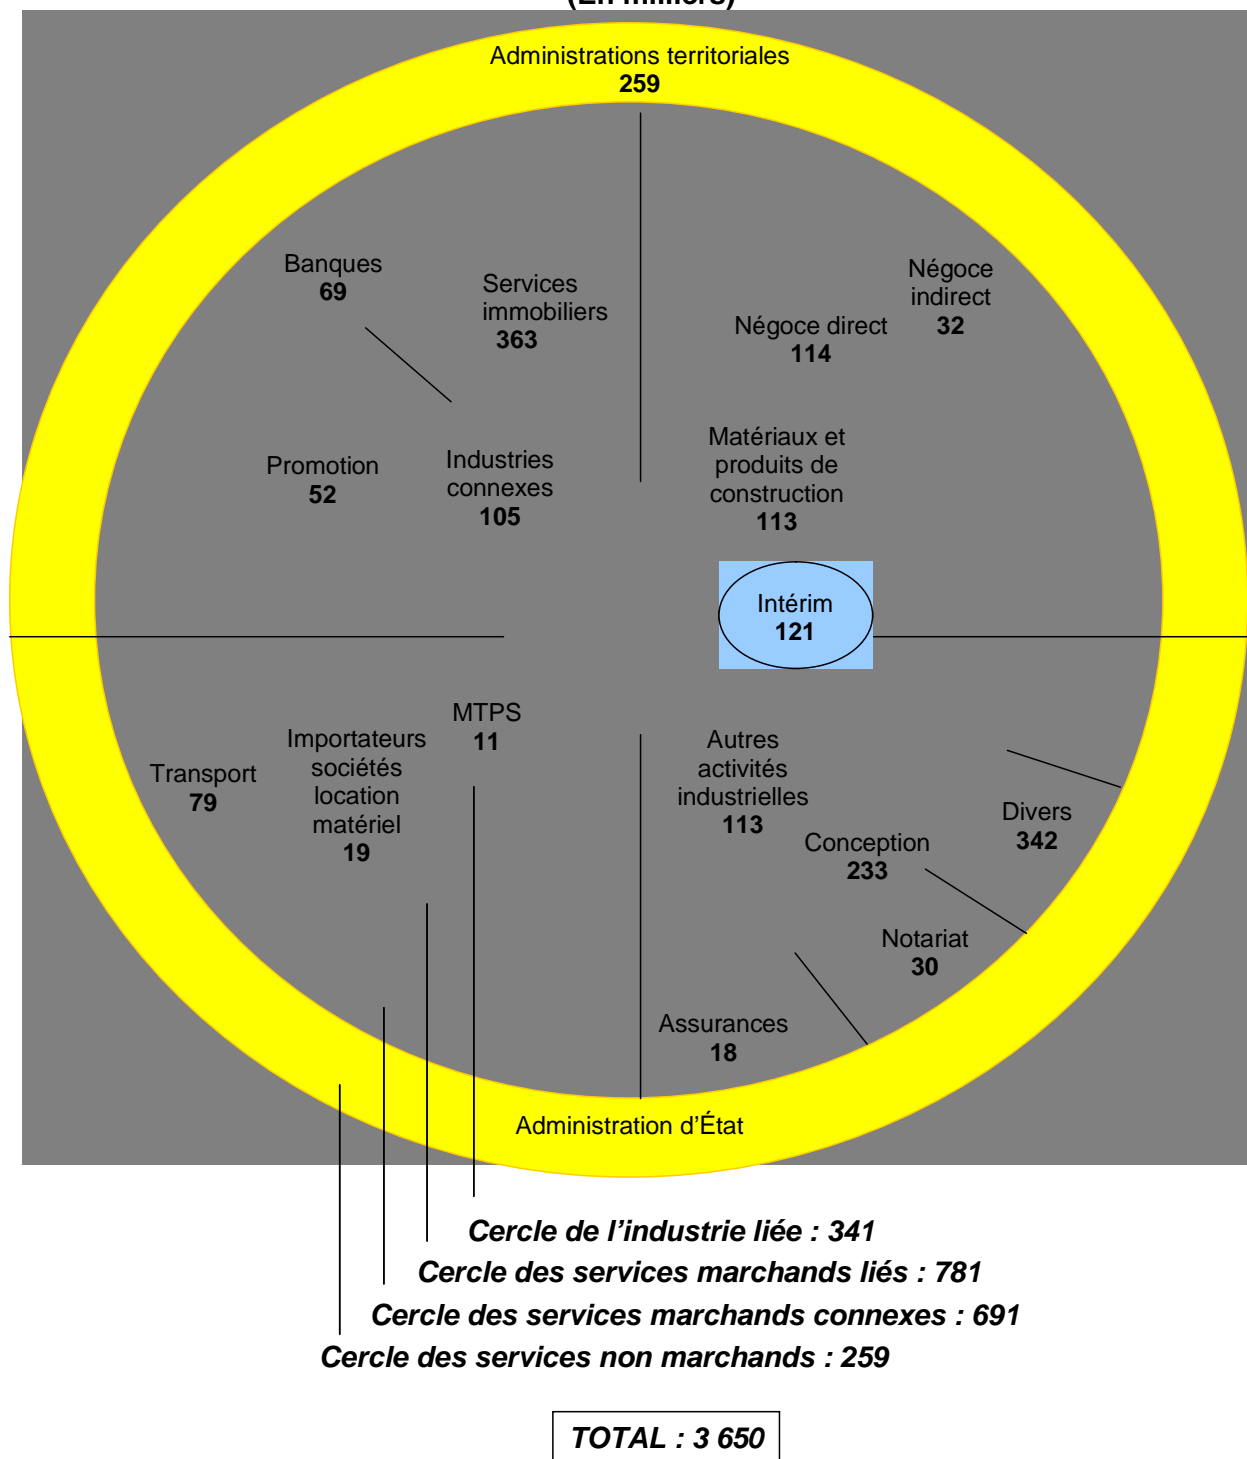 (En milliers)
Administrations territoriales
259
Banques
69
Services
immobiliers
363
Négoce
indirect
32
Négoce direct
114
Promotion
52
Industries
connexes
105
Matériaux et
produits de
construction
113
Intérim
121
MTPS
11
Importateurs
sociétés
location
matériel
19
Transport
79
Autres
activités
industrielles
113
Conception
233
Divers
342
Notariat
30
Assurances
18
Administration d’État
Cercle de l’industrie liée : 341
Cercle des services marchands liés : 781
Cercle des services marchands connexes : 691
Cercle des services non marchands : 259
TOTAL : 3 650